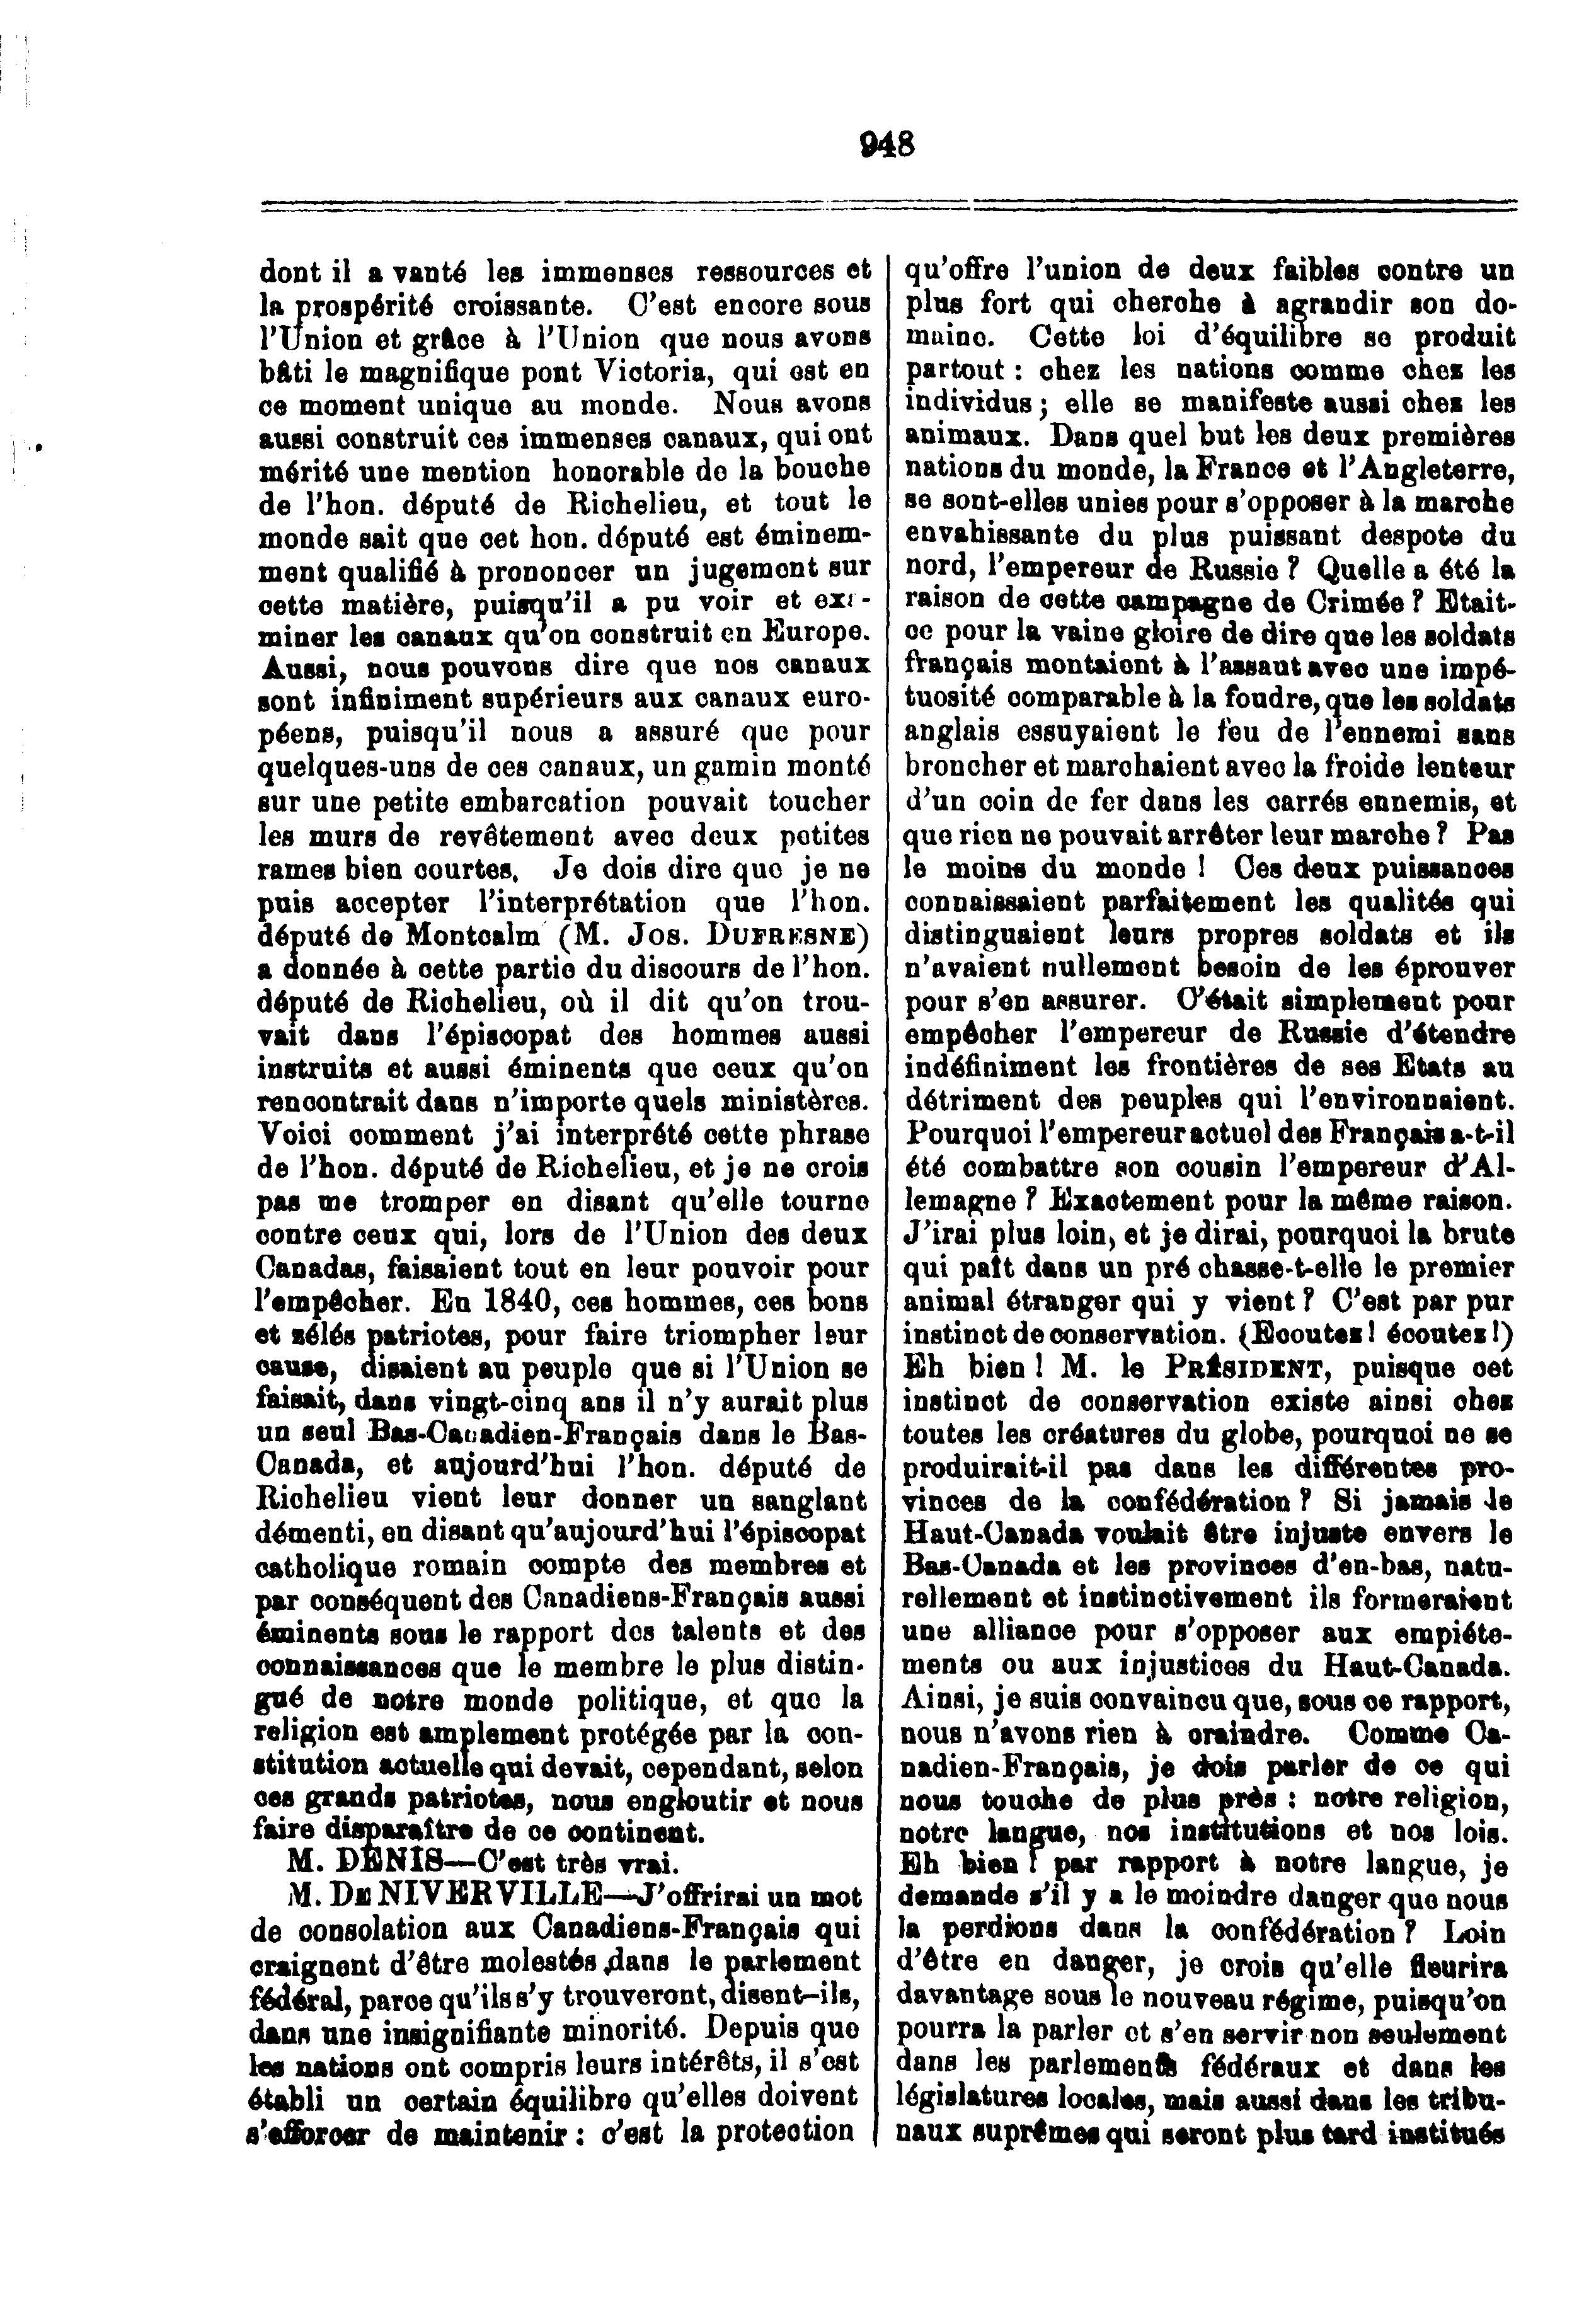 948
dont il a vanté les immenses ressources et
la prospérité croissante. C'est encore sous
l'Union et grâce à l'Union que nous avons
bâti le magnifique pont Victoria, qui est en
ce moment unique au monde. Nous avons
aussi construit ces immenses canaux, qui ont
mérité une mention honorable de la bouche
de l'hon. député de Richelieu, et tout le
monde sait que cet hon. député est éminem-
ment qualifié à prononcer un jugement sur
cette matière, puisqu'il a pu voir et exa-
miner les canaux qu'on construit en Europe.
Aussi, nous pouvons dire que nos canaux
sont infiniment supérieurs aux canaux euro-
péens, puisqu'il nous a assuré que pour
quelques-uns de ces canaux, un gamin monté
sur une petite embarcation pouvait toucher
les murs de revêtement avec deux petites
rames bien courtes. Je dois dire que je ne
puis accepter l'interprétation que l'hon.
député de Montcalm (M. JOS. DUFRESNE)
a donnée à cette partie du discours de l'hon.
député de Richelieu, où il dit qu'on trou-
vait dans l'épiscopat des hommes aussi
instruits et aussi éminents que ceux qu'on
rencontrait dans n'importe quels ministères.
Voici comment j'ai interprété cette phrase
de l'hon. député de Richelieu, et je ne crois
pas me tromper en disant qu'elle tourne
contre ceux qui, lors de l'Union des deux
Canadas, faisaient tout en leur pouvoir pour
l'empêcher. En 1840, ces hommes, ces bons
et zélés patriotes, pour faire triompher leur
cause, disaient au peuple que si l'Union se
faisait, dans vingt-cinq ans il n'y aurait plus
un seul Bas-Canadien-Français dans le Bas-
Canada, et aujourd'hui l'hon. député de
Richelieu vient leur donner un sanglant
démenti, en disant qu'aujourd'hui l'épiscopat
catholique romain compte des membres et
par conséquent des Canadiens-Français aussi
éminents sous le rapport des talents et des
connaissances que le membre le plus distin-
gué de notre monde politique, et que la
religion est amplement protégée par la con-
stitution actuelle qui devait, cependant, selon
ces grands patriotes, nous engloutir et nous
faire disparaître de ce continent.
M. DENIS—C'est très vrai.
M. DE NIVERVILLE—J'offrirai un mot
de consolation aux Canadiens-Français qui
craignent d'être molestés dans le parlement
fédéral, parce qu'ils s'y trouveront, disent-ils,
dans une insignifiante minorité. Depuis que
les nations ont compris leurs intérêts, il s'est
établi un certain équilibre qu'elles doivent
s'efforcer de maintenir : c'est la protection
qu'offre l'union de deux faibles contre un
plus fort qui cherche à agrandir son do-
maine. Cette loi d'équilibre se produit
partout : chez les nations comme chez les
individus ; elle se manifeste aussi chez les
animaux. Dans quel but les deux premières
nations du monde, la France et l'Angleterre,
se sont-elles unies pour s'opposer à la marche
envahissante du plus puissant despote du
nord, l'empereur de Russie ? Quelle a été la
raison de cette campagne de Crimée ? Etait-
ce pour la vaine gloire de dire que les soldats
français montaient à l'assaut avec une impé-
tuosité comparable à la foudre, que les soldats
anglais essuyaient le feu de l'ennemi sans
broncher et marchaient avec la froide lenteur
d'un coin de fer dans les carrés ennemis, et
que rien ne pouvait arrêter leur marche ? Pas
le moins du monde ! Ces deux puissances
connaissaient parfaitement les qualités qui
distinguaient leurs propres soldats et ils
n'avaient nullement besoin de les éprouver
pour s'en assurer. C'était simplement pour
empêcher l'empereur de Russie d'étendre
indéfiniment les frontières de ses Etats au
détriment des peuples qui l'environnaient.
Pourquoi l'empereur actuel des Français a-t-il
été combattre son cousin l'empereur d'Al-
lemagne ? Exactement pour la même raison.
J'irai plus loin, et je dirai, pourquoi la brute
qui paît dans un pré chasse-t-elle le premier
animal étranger qui y vient ? C'est par pur
instinct de conservation. (Ecoutez ! écoutez !)
Eh bien ! M. le PRÉSIDENT, puisque cet
instinct de conservation existe ainsi chez
toutes les créatures du globe, pourquoi ne se
produirait-il pas dans les différentes pro-
vinces de la confédération ? Si jamais le
Haut-Canada voulait être injuste envers le
Bas-Canada et les provinces d'en-bas, natu-
rellement et instinctivement ils formeraient
une alliance pour s'opposer aux empiéte-
ments ou aux injustices du Haut-Canada.
Ainsi, je suis convaincu que, sous ce rapport,
nous n'avons rien à craindre. Comme Ca-
nadien-Français, je dois parler de ce qui
nous touche de plus près : notre religion,
notre langue, nos institutions et nos lois.
Eh bien ! par rapport à notre langue, je
demande s'il y a le moindre danger que nous
la perdions dans la confédération ? Loin
d'être en danger, je crois qu'elle fleurira
davantage sous le nouveau régime, puisqu'on
pourra la parler et s'en servir non seulement
dans les parlements fédéraux et dans les
législatures locales, mais aussi dans les tribu-
naux suprêmes qui seront plus tard institués